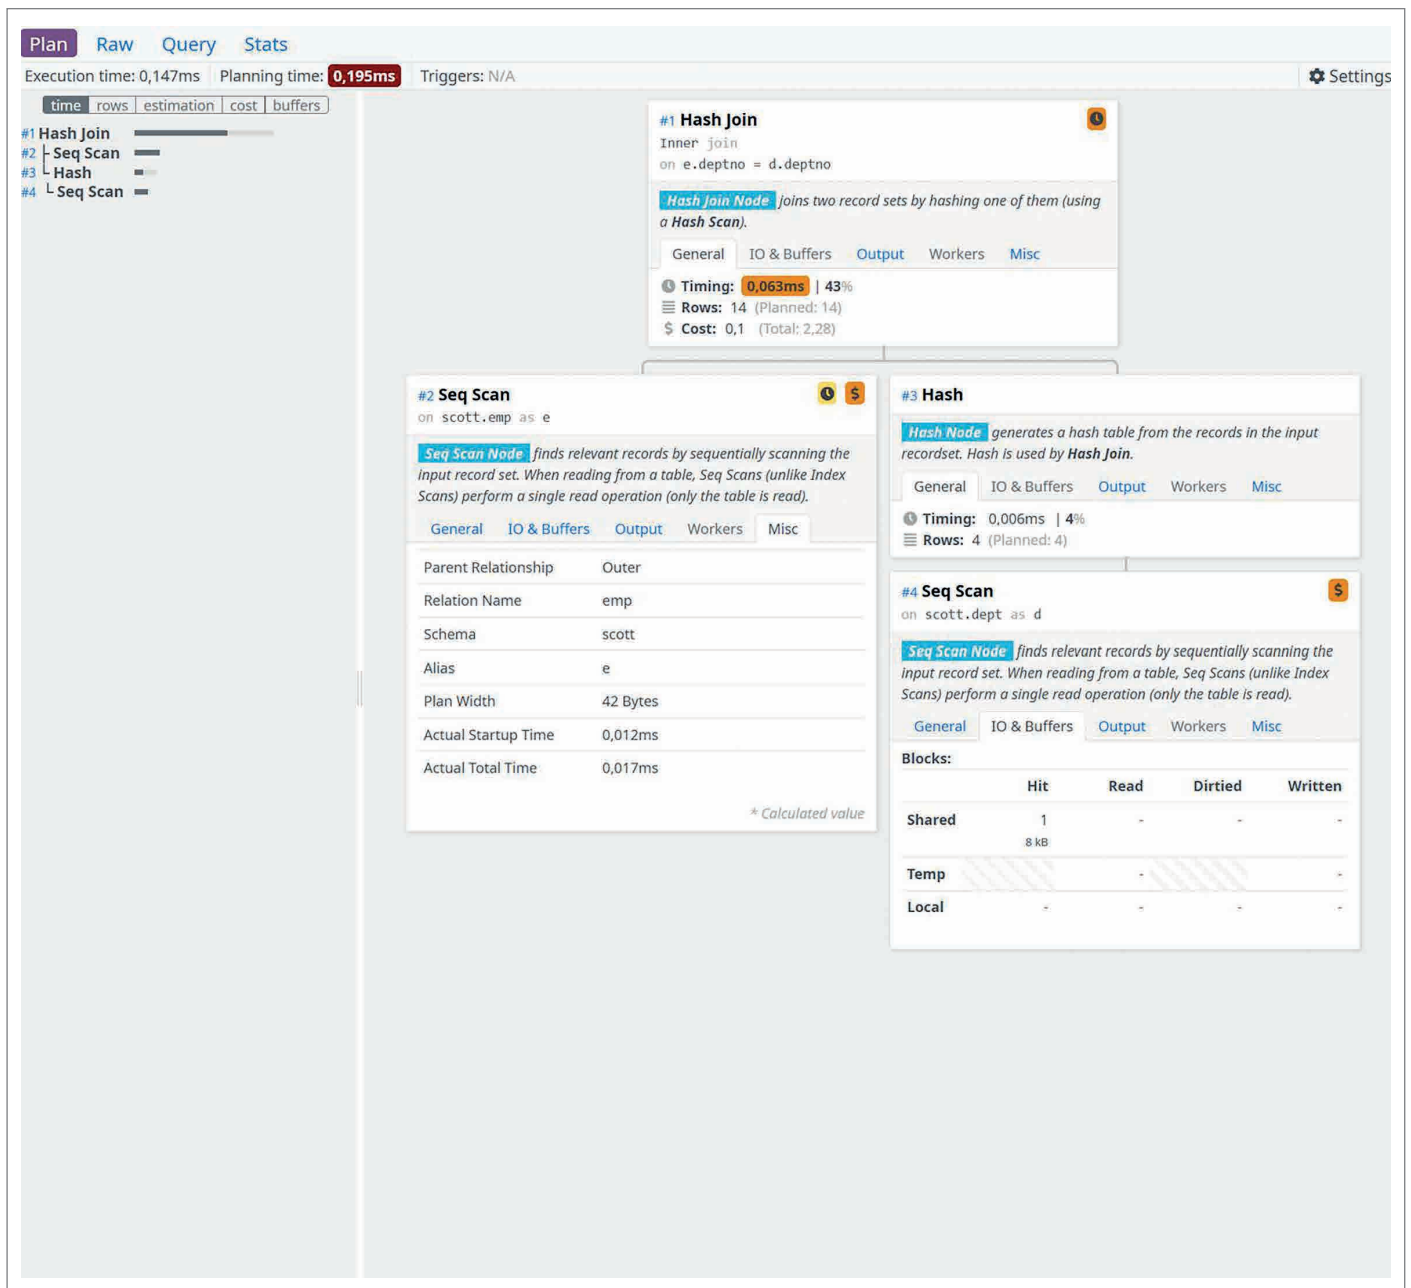 Plan Raw Query Stats
Execution time: 0,147ms Planning time: 0,195ms Triggers: N/A Settings
time rows estimation cost buffers
#1 Hash Join
#2 Seq Scan
#3 Hash
#4 Seq Scan
#1 Hash Join
Inner join
on e.deptno = d.deptno
Hash Join Node joins two record sets by hashing one of them (using
a Hash Scan).
General IO & Buffers Output Workers Misc
Timing: 0,063ms | 43%
Rows: 14 (Planned: 14)
$ Cost: 0,1 (Total: 2,28)
#2 Seq Scan $
on scott.emp as e
Seq Scan Node finds relevant records by sequentially scanning the
input record set. When reading from a table, Seq Scans (unlike Index
Scans) perform a single read operation (only the table is read).
General IO & Buffers Output Workers Misc
Parent Relationship Outer
Relation Name emp
Schema scott
Alias e
Plan Width 42 Bytes
Actual Startup Time 0,012ms
Actual Total Time 0,017ms
* Calculated value
#3 Hash
Hash Node generates a hash table from the records in the input
recordset. Hash is used by Hash Join.
General IO & Buffers Output Workers Misc
Timing: 0,006ms | 4%
Rows: 4 (Planned: 4)
#4 Seq Scan $
on scott.dept as d
Seq Scan Node finds relevant records by sequentially scanning the
input record set. When reading from a table, Seq Scans (unlike Index
Scans) perform a single read operation (only the table is read).
General IO & Buffers Output Workers Misc
Blocks:
Hit Read Dirtied Written
Shared 1 - - -
8 kB
Temp - -
Local - - - -